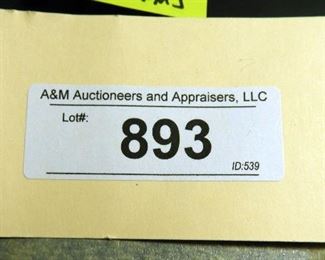 A&M Auctioneers and Appraisers, LLC
Lot#:
893
ID:539